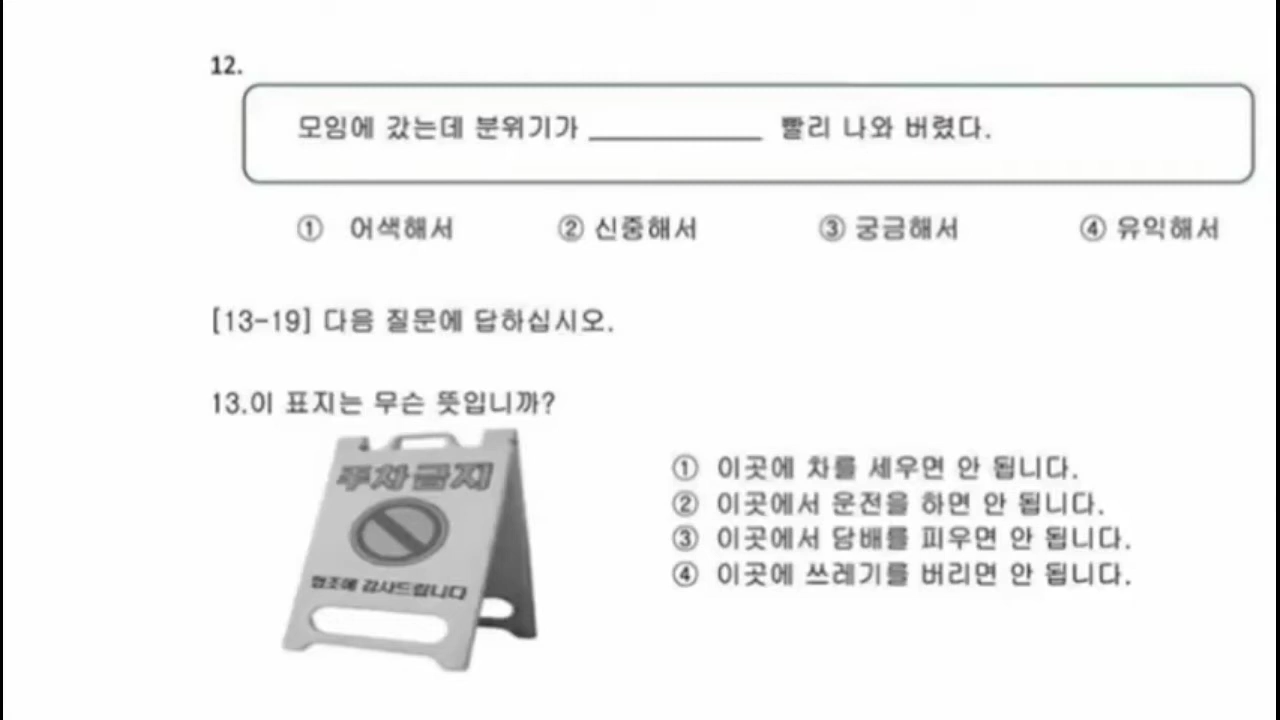 12.
모임에 갔는데 분위기가 ____________ 빨리 나와 버렸다.
① 어색해서 ② 신중해서 ③ 궁금해서 ④ 유익해서
[13-19] 다음 질문에 답하십시오.
13.이 표지는 무슨 뜻입니까?
주차금지
협조에 감사드립니다
① 이곳에 차를 세우면 안 됩니다.
② 이곳에서 운전을 하면 안 됩니다.
③ 이곳에서 담배를 피우면 안 됩니다.
④ 이곳에 쓰레기를 버리면 안 됩니다.